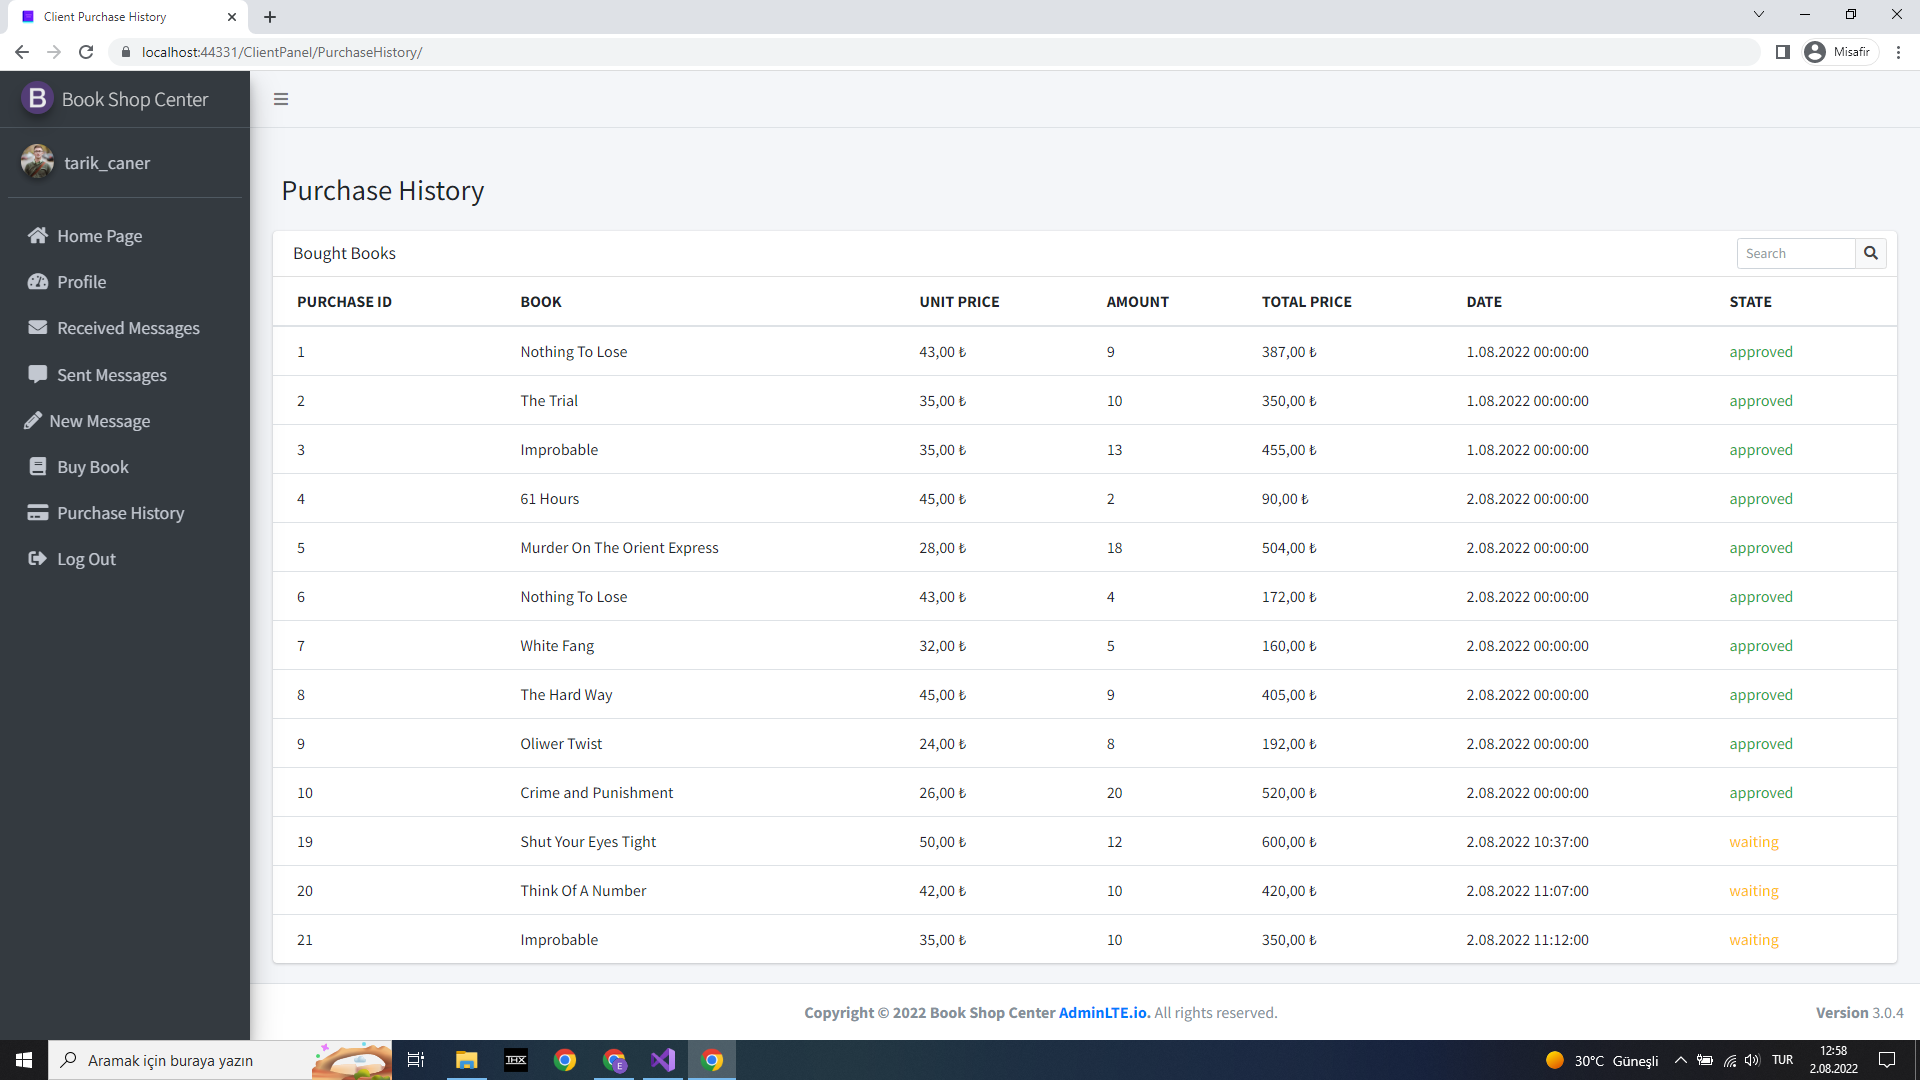 Client Purchase History
localhost:44331/ClientPanel/PurchaseHistory/
Misafir
B Book Shop Center
tarik_caner
Home Page
Profile
Received Messages
Sent Messages
New Message
Buy Book
Purchase History
Log Out
Purchase History
Bought Books
Search
PURCHASE ID BOOK UNIT PRICE AMOUNT TOTAL PRICE DATE STATE
1 Nothing To Lose 43,00 ₺ 9 387,00 ₺ 1.08.2022 00:00:00 approved
2 The Trial 35,00 ₺ 10 350,00 ₺ 1.08.2022 00:00:00 approved
3 Improbable 35,00 ₺ 13 455,00 ₺ 1.08.2022 00:00:00 approved
4 61 Hours 45,00 ₺ 2 90,00 ₺ 2.08.2022 00:00:00 approved
5 Murder On The Orient Express 28,00 ₺ 18 504,00 ₺ 2.08.2022 00:00:00 approved
6 Nothing To Lose 43,00 ₺ 4 172,00 ₺ 2.08.2022 00:00:00 approved
7 White Fang 32,00 ₺ 5 160,00 ₺ 2.08.2022 00:00:00 approved
8 The Hard Way 45,00 ₺ 9 405,00 ₺ 2.08.2022 00:00:00 approved
9 Oliwer Twist 24,00 ₺ 8 192,00 ₺ 2.08.2022 00:00:00 approved
10 Crime and Punishment 26,00 ₺ 20 520,00 ₺ 2.08.2022 00:00:00 approved
19 Shut Your Eyes Tight 50,00 ₺ 12 600,00 ₺ 2.08.2022 10:37:00 waiting
20 Think Of A Number 42,00 ₺ 10 420,00 ₺ 2.08.2022 11:07:00 waiting
21 Improbable 35,00 ₺ 10 350,00 ₺ 2.08.2022 11:12:00 waiting
Copyright © 2022 Book Shop Center AdminLTE.io. All rights reserved.
Version 3.0.4
Aramak için buraya yazın
THX
E
30°C Güneşli
TUR
12:58
2.08.2022